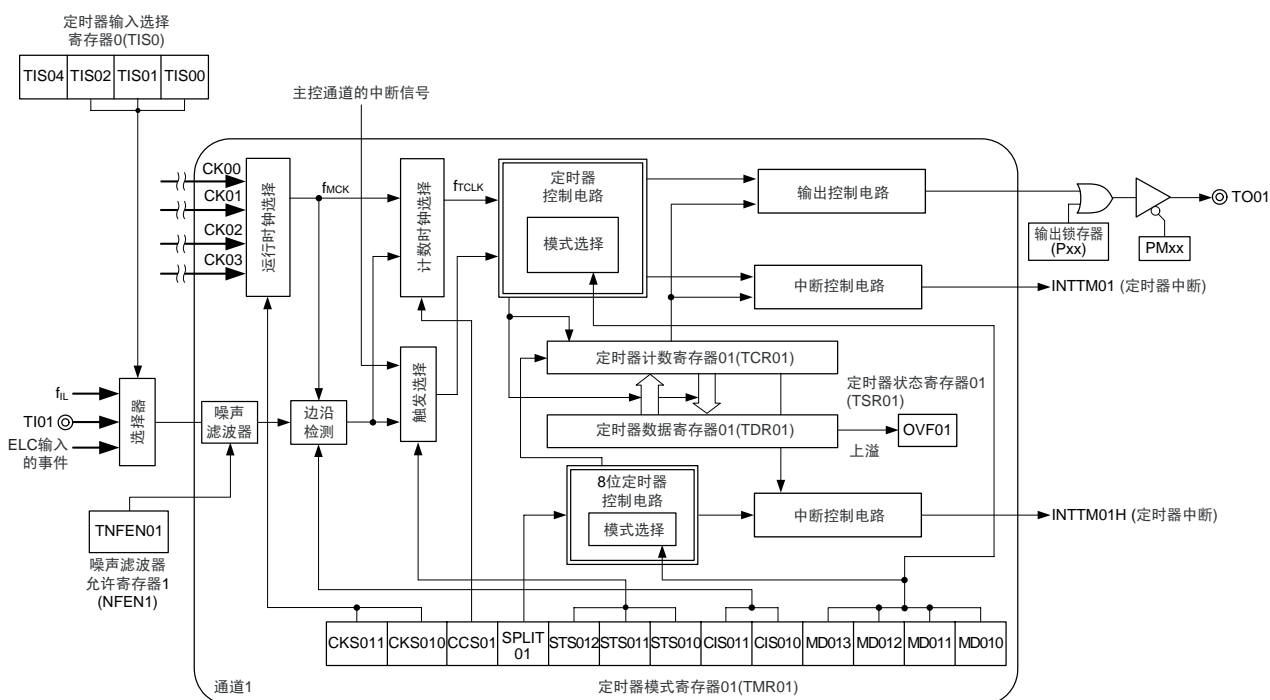 定时器输入选择
寄存器0(TIS0)
TIS04 TIS02 TIS01 TIS00
主控通道的中断信号
CK00
CK01
CK02
CK03
运行时钟选择
fMCK
计数时钟选择
fTCLK
定时器
控制电路
模式选择
输出控制电路
输出锁存器
(Pxx)
PMxx
TO01
中断控制电路
INTTM01 (定时器中断)
定时器计数寄存器01(TCR01)
定时器状态寄存器01
(TSR01)
定时器数据寄存器01(TDR01)
OVF01
上溢
fIL
TI01
ELC输入
的事件
选择器
噪声
滤波器
边沿
检测
触发选择
8位定时器
控制电路
模式选择
中断控制电路
INTTM01H (定时器中断)
TNFEN01
噪声滤波器
允许寄存器1
(NFEN1)
CKS011 CKS010 CCS01 SPLIT
01 STS012 STS011 STS010 CIS011 CIS010 MD013 MD012 MD011 MD010
通道1
定时器模式寄存器01(TMR01)